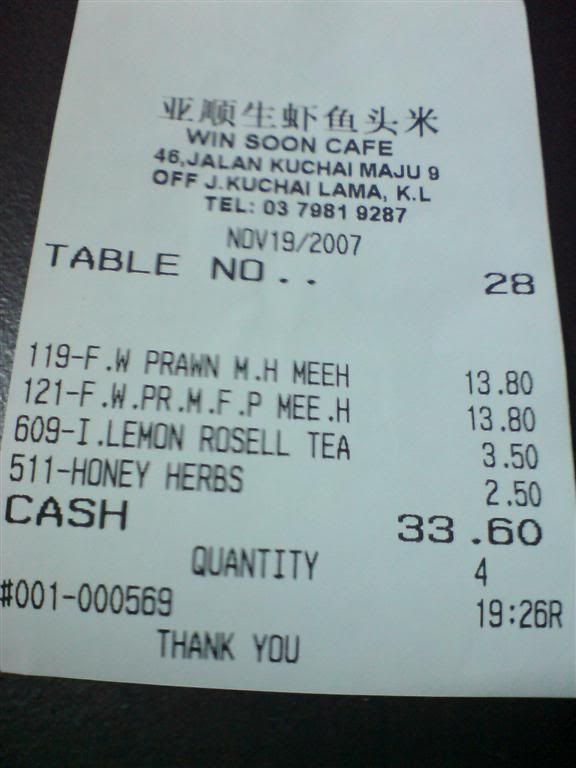 亚顺生虾鱼头米
WIN SOON CAFE
46,JALAN KUCHAI MAJU 9
OFF J.KUCHAI LAMA, K.L
TEL: 03 7981 9287
NOV19/2007
TABLE NO.. 28
119-F.W PRAWN M.H MEEH 13.80
121-F.W.PR.M.F.P MEE.H 13.80
609-I.LEMON ROSELL TEA 3.50
511-HONEY HERBS 2.50
CASH 33.60
QUANTITY 4
#001-000569 19:26R
THANK YOU